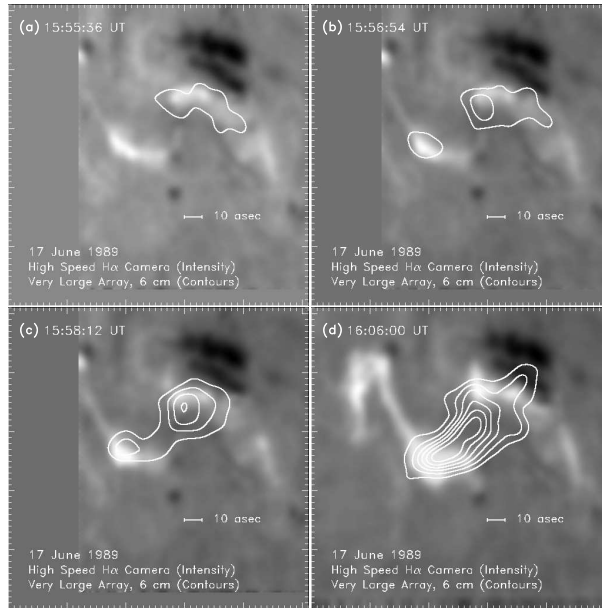 (a) 15:55:36 UT
10 asec
17 June 1989
High Speed Hα Camera (Intensity)
Very Large Array, 6 cm (Contours)
(b) 15:56:54 UT
10 asec
17 June 1989
High Speed Hα Camera (Intensity)
Very Large Array, 6 cm (Contours)
(c) 15:58:12 UT
10 asec
17 June 1989
High Speed Hα Camera (Intensity)
Very Large Array, 6 cm (Contours)
(d) 16:06:00 UT
10 asec
17 June 1989
High Speed Hα Camera (Intensity)
Very Large Array, 6 cm (Contours)